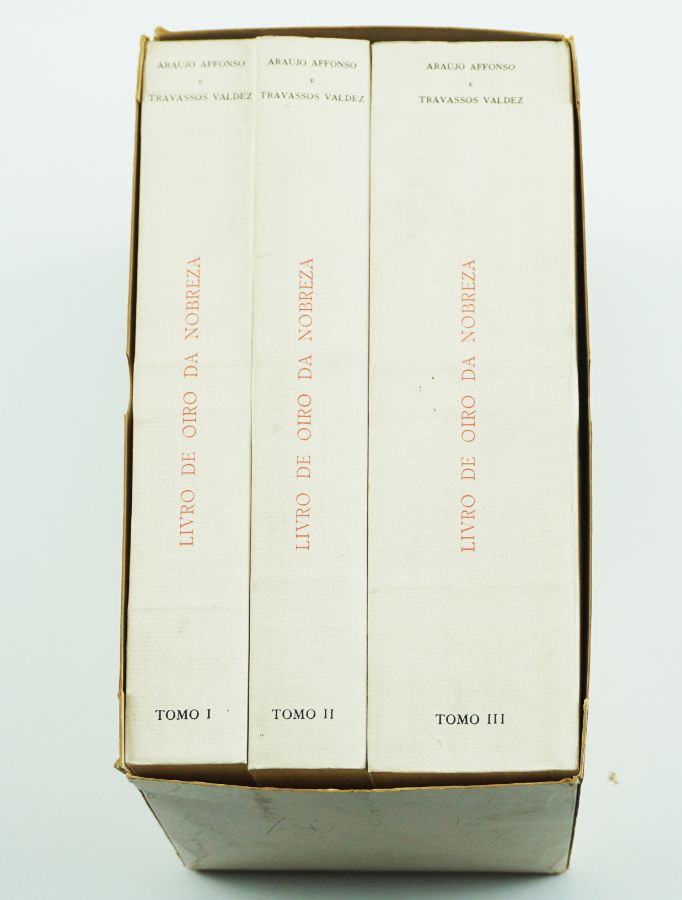 ARAUJO AFFONSO
E
TRAVASSOS VALDEZ
LIVRO DE OIRO DA NOBREZA
TOMO I
ARAUJO AFFONSO
E
TRAVASSOS VALDEZ
LIVRO DE OIRO DA NOBREZA
TOMO II
ARAUJO AFFONSO
E
TRAVASSOS VALDEZ
LIVRO DE OIRO DA NOBREZA
TOMO III